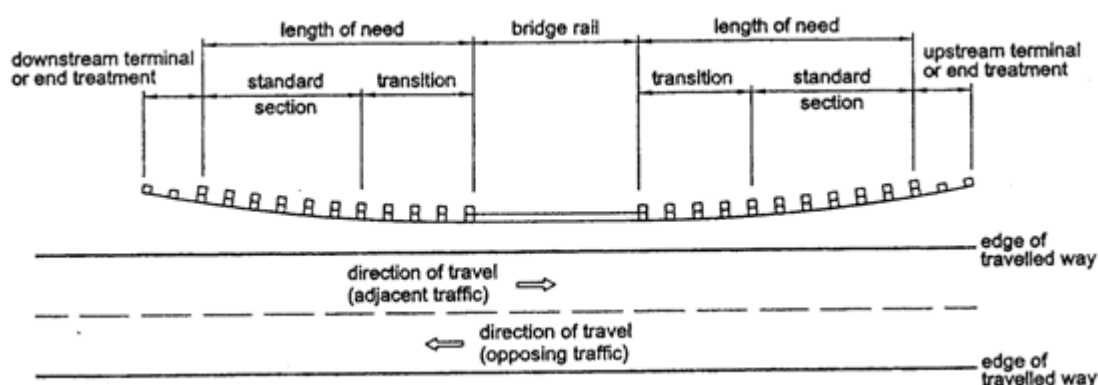 length of need
bridge rail
length of need
downstream terminal
or end treatment
upstream terminal
or end treatment
standard
section
transition
transition
standard
section
edge of
travelled way
direction of travel
(adjacent traffic)
direction of travel
(opposing traffic)
edge of
travelled way